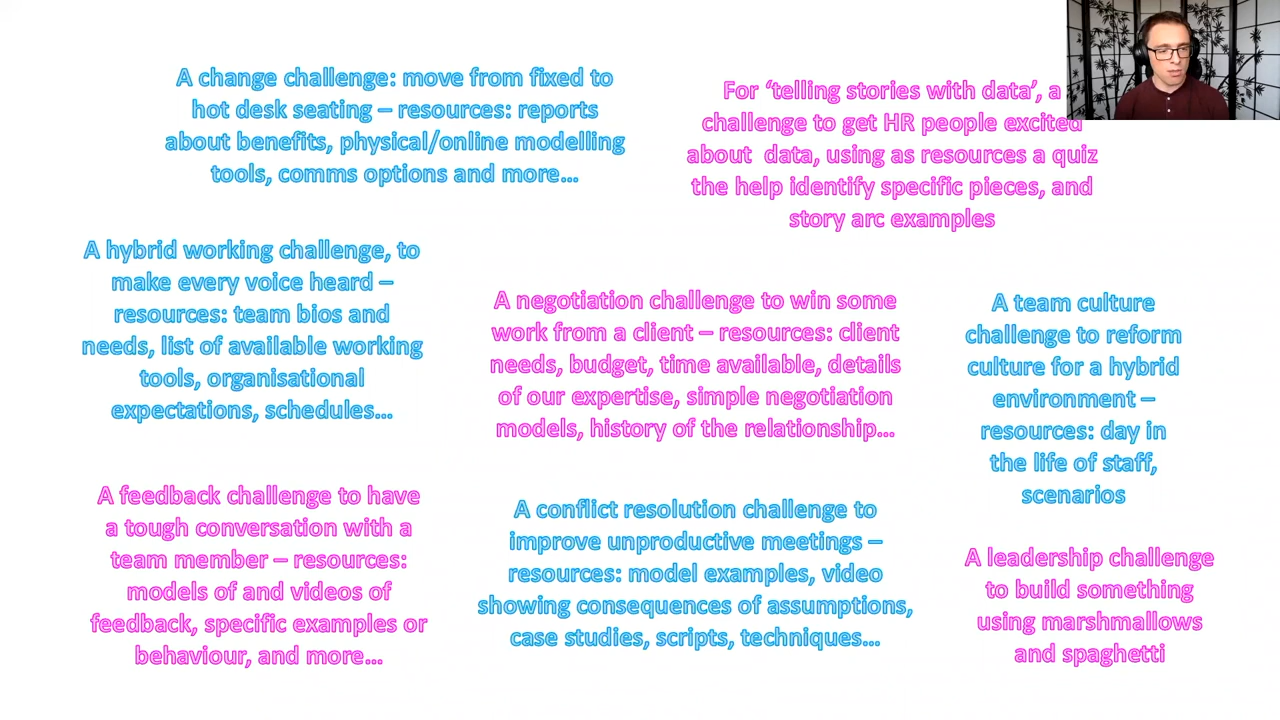 A change challenge: move from fixed to
hot desk seating – resources: reports
about benefits, physical/online modelling
tools, comms options and more...
For ‘telling stories with data’, a
challenge to get HR people excited
about  data, using as resources a quiz
the help identify specific pieces, and
story arc examples
A hybrid working challenge, to
make every voice heard –
resources: team bios and
needs, list of available working
tools, organisational
expectations, schedules...
A negotiation challenge to win some
work from a client – resources: client
needs, budget, time available, details
of our expertise, simple negotiation
models, history of the relationship...
A team culture
challenge to reform
culture for a hybrid
environment –
resources: day in
the life of staff,
scenarios
A feedback challenge to have
a tough conversation with a
team member – resources:
models of and videos of
feedback, specific examples or
behaviour, and more...
A conflict resolution challenge to
improve unproductive meetings –
resources: model examples, video
showing consequences of assumptions,
case studies, scripts, techniques...
A leadership challenge
to build something
using marshmallows
and spaghetti